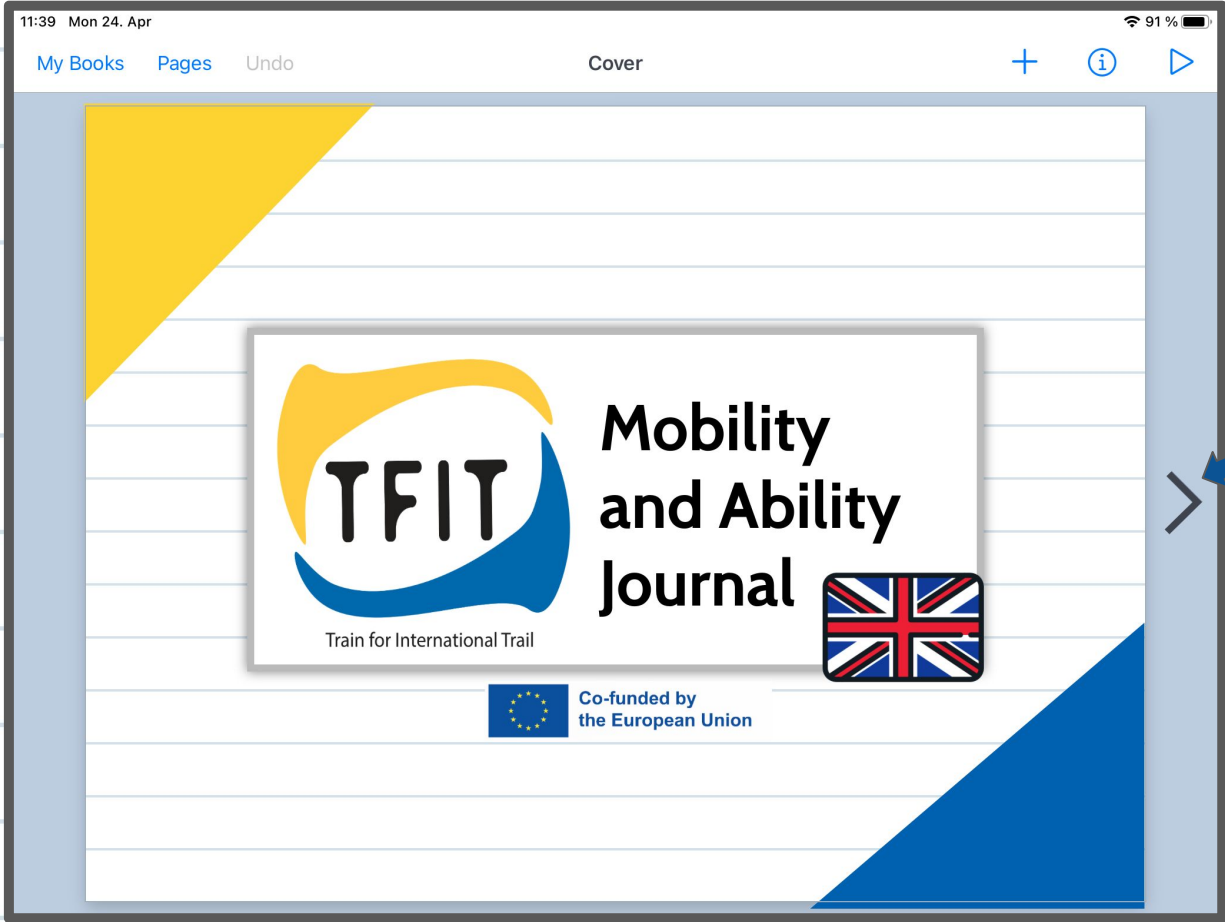 11:39 Mon 24. Apr 91 %
My Books Pages Undo Cover
TFIT
Train for International Trail
Mobility
and Ability
Journal
Co-funded by
the European Union